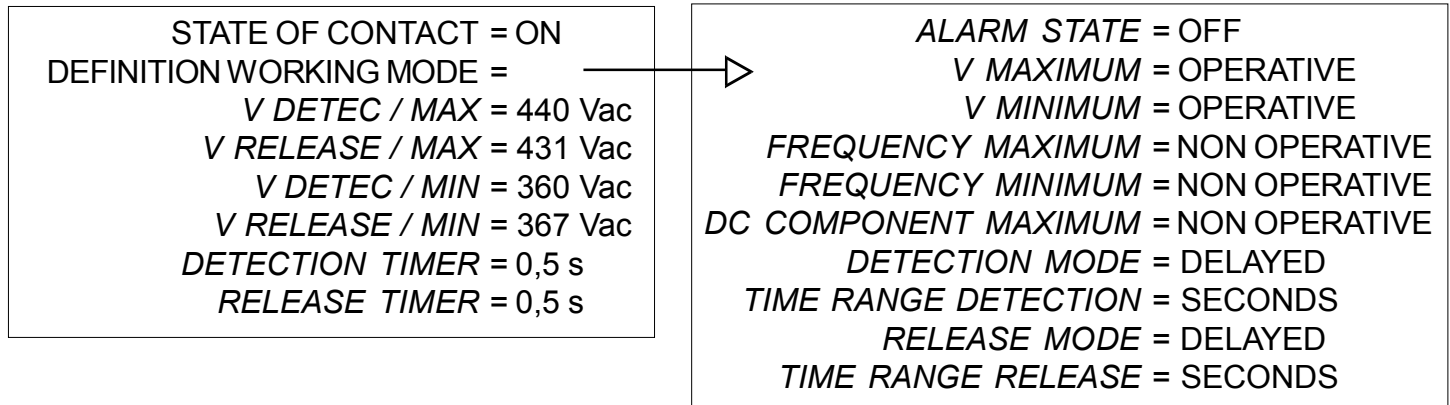 STATE OF CONTACT = ON
DEFINITION WORKING MODE =
V DETEC / MAX = 440 Vac
V RELEASE / MAX = 431 Vac
V DETEC / MIN = 360 Vac
V RELEASE / MIN = 367 Vac
DETECTION TIMER = 0,5 s
RELEASE TIMER = 0,5 s
ALARM STATE = OFF
V MAXIMUM = OPERATIVE
V MINIMUM = OPERATIVE
FREQUENCY MAXIMUM = NON OPERATIVE
FREQUENCY MINIMUM = NON OPERATIVE
DC COMPONENT MAXIMUM = NON OPERATIVE
DETECTION MODE = DELAYED
TIME RANGE DETECTION = SECONDS
RELEASE MODE = DELAYED
TIME RANGE RELEASE = SECONDS